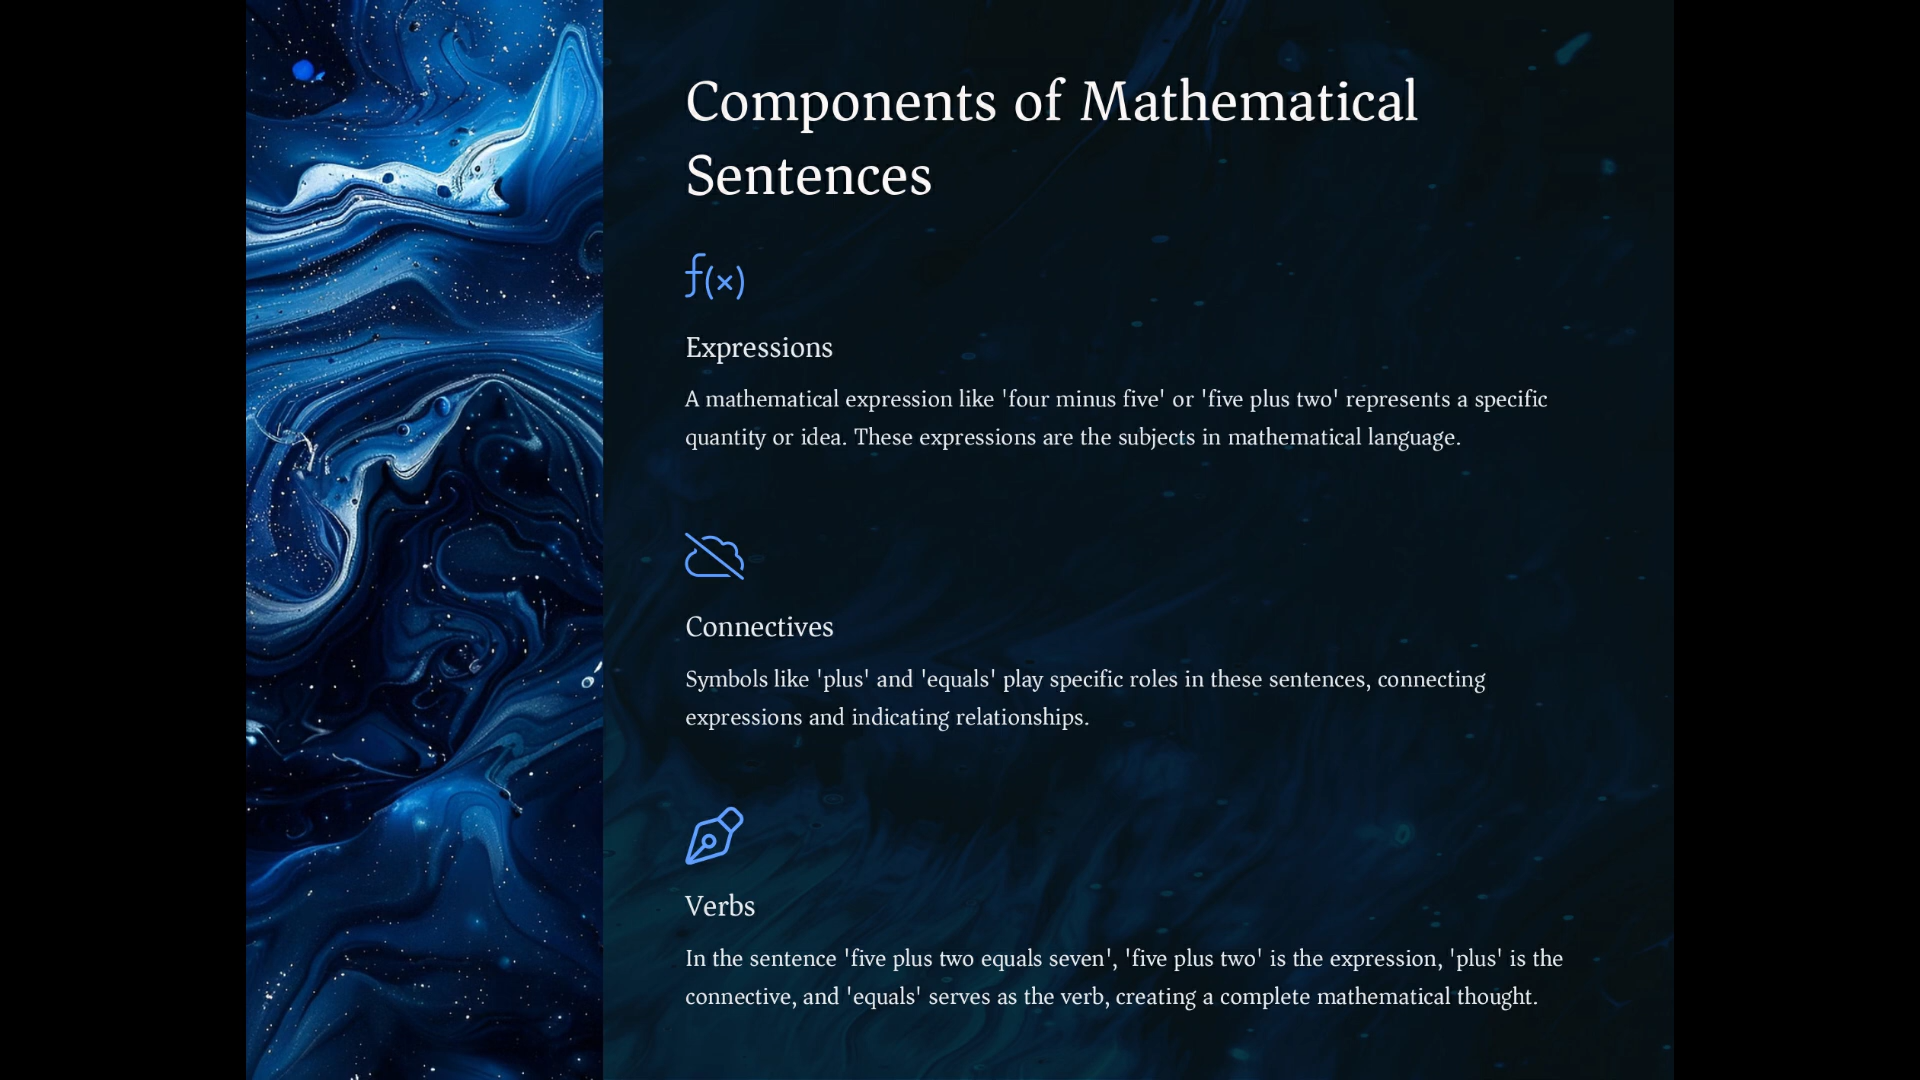 Components of Mathematical
Sentences
f(x)
Expressions
A mathematical expression like 'four minus five' or 'five plus two' represents a specific
quantity or idea. These expressions are the subjects in mathematical language.
Connectives
Symbols like 'plus' and 'equals' play specific roles in these sentences, connecting
expressions and indicating relationships.
Verbs
In the sentence 'five plus two equals seven', 'five plus two' is the expression, 'plus' is the
connective, and 'equals' serves as the verb, creating a complete mathematical thought.